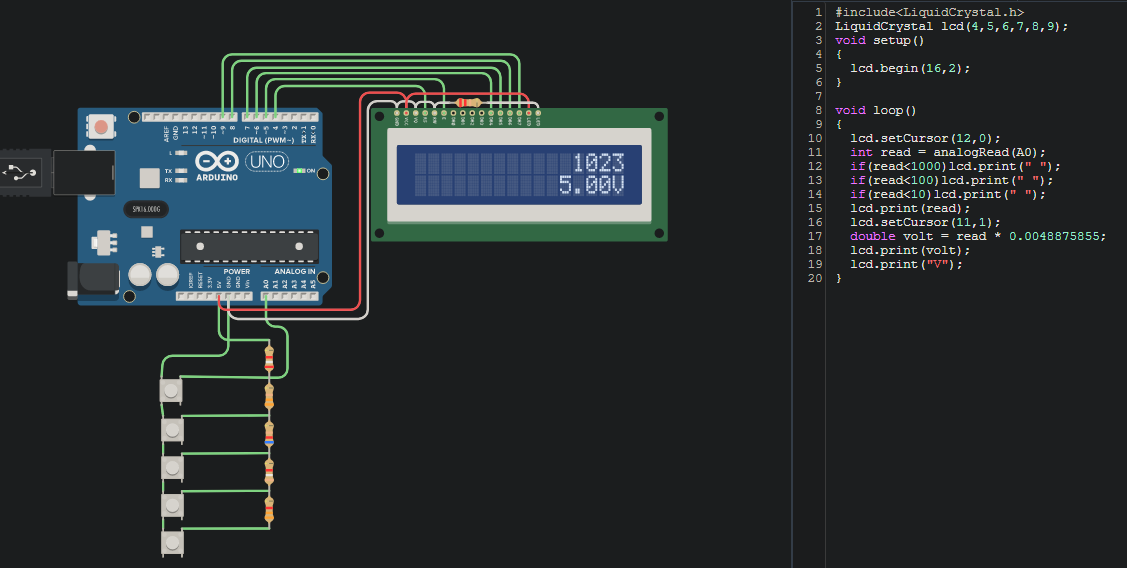 AREF
GND
13
12
~11
~10
~9
8
7
~6
~5
4
~3
2
TX→1
RX←0
DIGITAL (PWM~)
L
TX
RX
UNO
ARDUINO
ON
SPK16.000G
POWER
ANALOG IN
IOREF
RESET
3.3V
5V
GND
GND
Vin
A0
A1
A2
A3
A4
A5
1023
5.00V
1 #include<LiquidCrystal.h>
2 LiquidCrystal lcd(4,5,6,7,8,9);
3 void setup()
4 {
5 lcd.begin(16,2);
6 }
7
8 void loop()
9 {
10 lcd.setCursor(12,0);
11 int read = analogRead(A0);
12 if(read<1000)lcd.print(" ");
13 if(read<100)lcd.print(" ");
14 if(read<10)lcd.print(" ");
15 lcd.print(read);
16 lcd.setCursor(11,1);
17 double volt = read * 0.0048875855;
18 lcd.print(volt);
19 lcd.print("V");
20 }